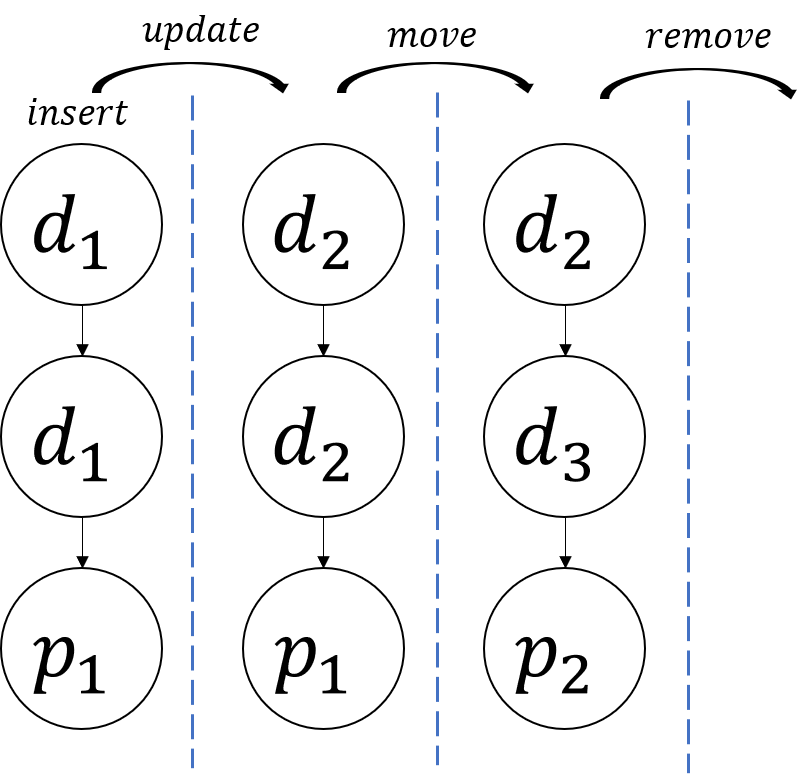 update move remove
insert
d₁ d₂ d₂
d₁ d₂ d₃
p₁ p₁ p₂